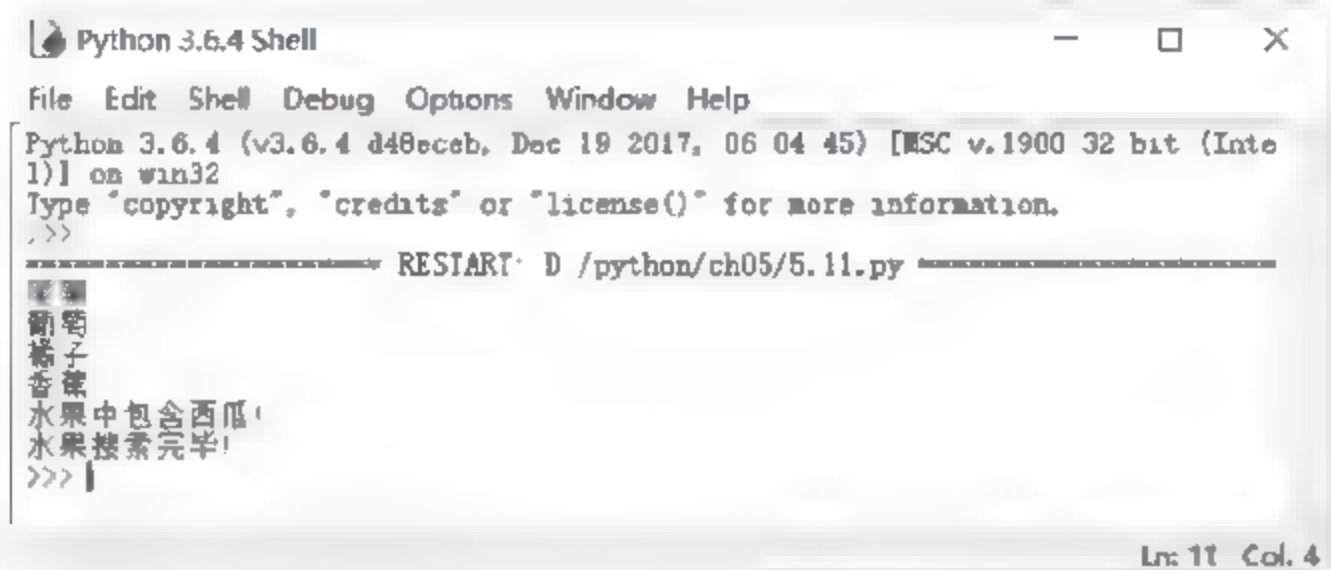 Python 3.6.4 Shell
File Edit Shell Debug Options Window Help
Python 3.6.4 (v3.6.4 d48eceb, Dec 19 2017, 06 04 45) [MSC v.1900 32 bit (Inte
l)] on win32
Type "copyright", "credits" or "license()" for more information.
>>
RESTART: D /python/ch05/5.11.py
葡萄
橘子
香蕉
水果中包含西瓜!
水果搜索完毕!
>>>
Ln: 11 Col. 4